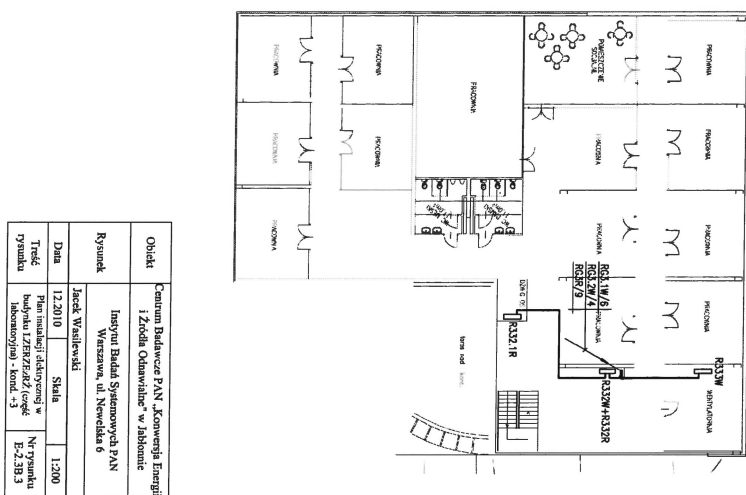 PRACOWNIA
PRACOWNIA
PRACOWNIA
POMIESZCZENIE
SOCJALNE
PRACOWNIA
PRACOWNIA
PRACOWNIA
PRACOWNIA
PRACOWNIA
PRACOWNIA
PRACOWNIA
PRACOWNIA
PRACOWNIA
PRACOWNIA
PRACOWNIA
RG3.1W/6
RG3.2W/4
RG3R/9
R332.1R
R333W
R332W+R332R
WENTYLATORNIA
taras nad
Obiekt
Centrum Badawcze PAN „Konwersja Energii
i Źródła Odnawialne" w Jabłonnie
Rysunek
Instytut Badań Systemowych PAN
Warszawa, ul. Newelska 6
Jacek Wasilewski
Data
12.2010
Skala
1:200
Treść
rysunku
Plan instalacji elektrycznej w
budynku
laboratoryjna) - kond. +3
Nr rysunku
E-2.3B.3